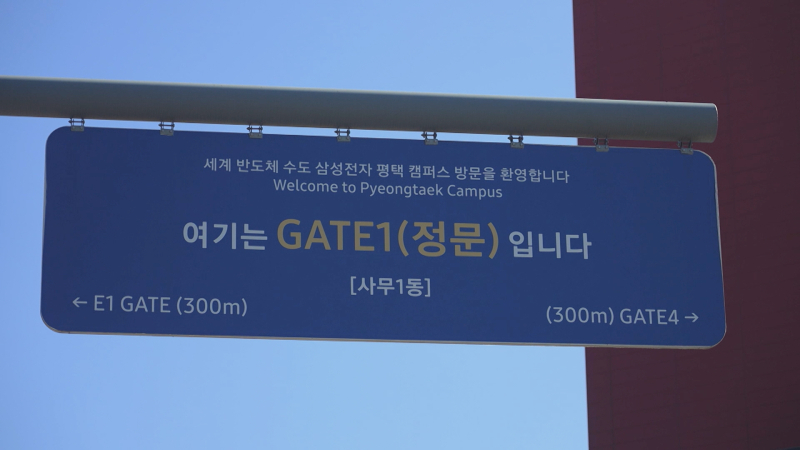 세계 반도체 수도 삼성전자 평택 캠퍼스 방문을 환영합니다
Welcome to Pyeongtaek Campus
여기는 GATE1(정문) 입니다
[사무1동]
← E1 GATE (300m)
(300m) GATE4 →